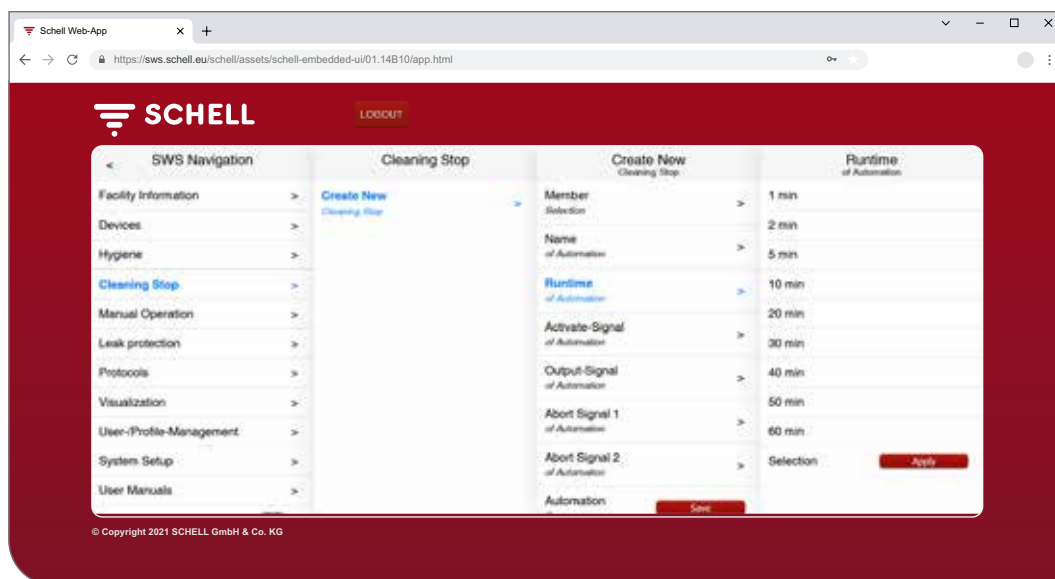 Schell Web-App
https://sws.schell.eu/schell/assets/schell-embedded-ui/01.14B10/app.html
SCHELL
LOGOUT
< SWS Navigation
Facility Information >
Devices >
Hygiene >
Cleaning Stop >
Manual Operation >
Leak protection >
Protocols >
Visualization >
User-/Profile-Management >
System Setup >
User Manuals >
Cleaning Stop
Create New >
Cleaning Stop
Create New
Cleaning Stop
Member >
Selection
Name >
of Automation
Runtime >
of Automation
Activate-Signal >
of Automation
Output-Signal >
of Automation
Abort Signal 1 >
of Automation
Abort Signal 2 >
of Automation
Automation
Save
Runtime
of Automation
1 min
2 min
5 min
10 min
20 min
30 min
40 min
50 min
60 min
Selection Apply
© Copyright 2021 SCHELL GmbH & Co. KG